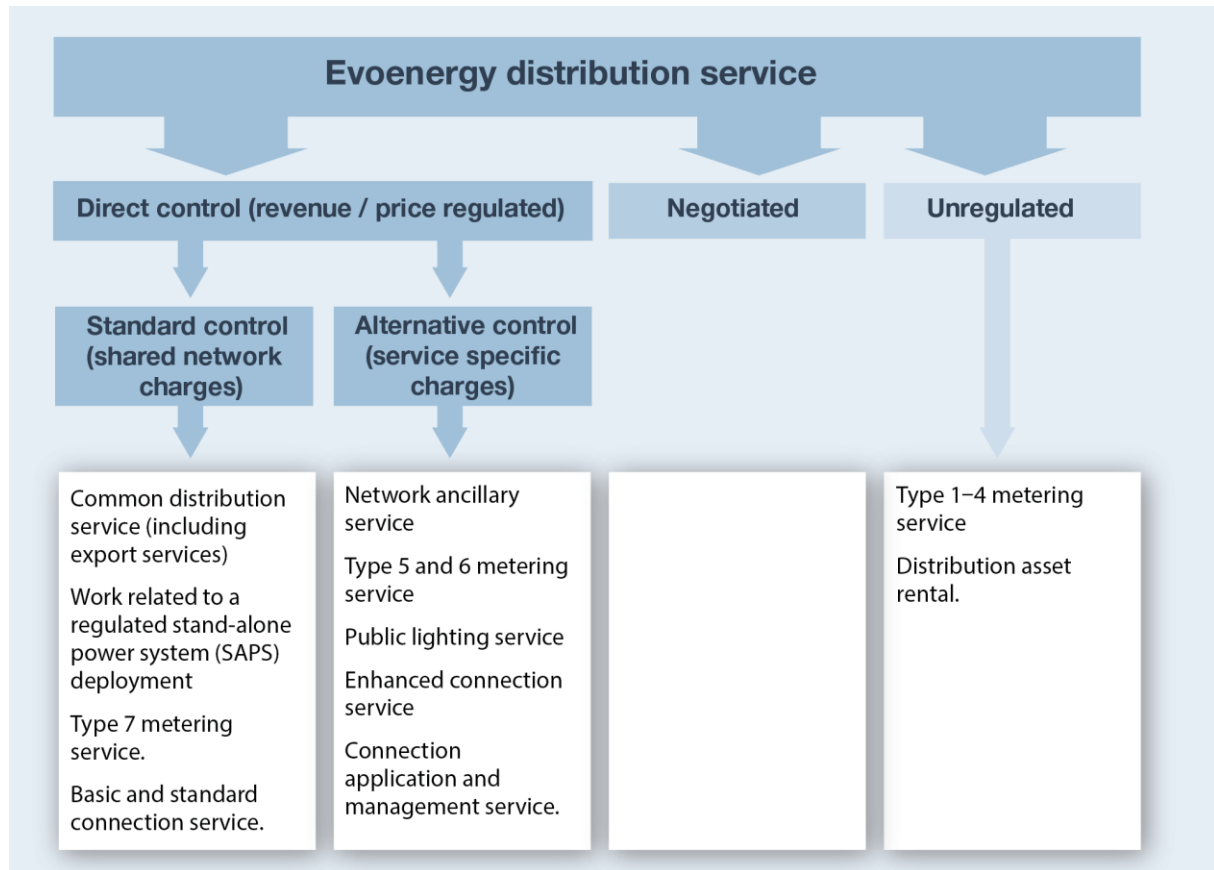 Evoenergy distribution service
Direct control (revenue / price regulated)
Negotiated
Unregulated
Standard control
(shared network
charges)
Alternative control
(service specific
charges)
Common distribution
service (including
export services)
Work related to a
regulated stand-alone
power system (SAPS)
deployment
Type 7 metering
service.
Basic and standard
connection service.
Network ancillary
service
Type 5 and 6 metering
service
Public lighting service
Enhanced connection
service
Connection
application and
management service.
Type 1–4 metering
service
Distribution asset
rental.